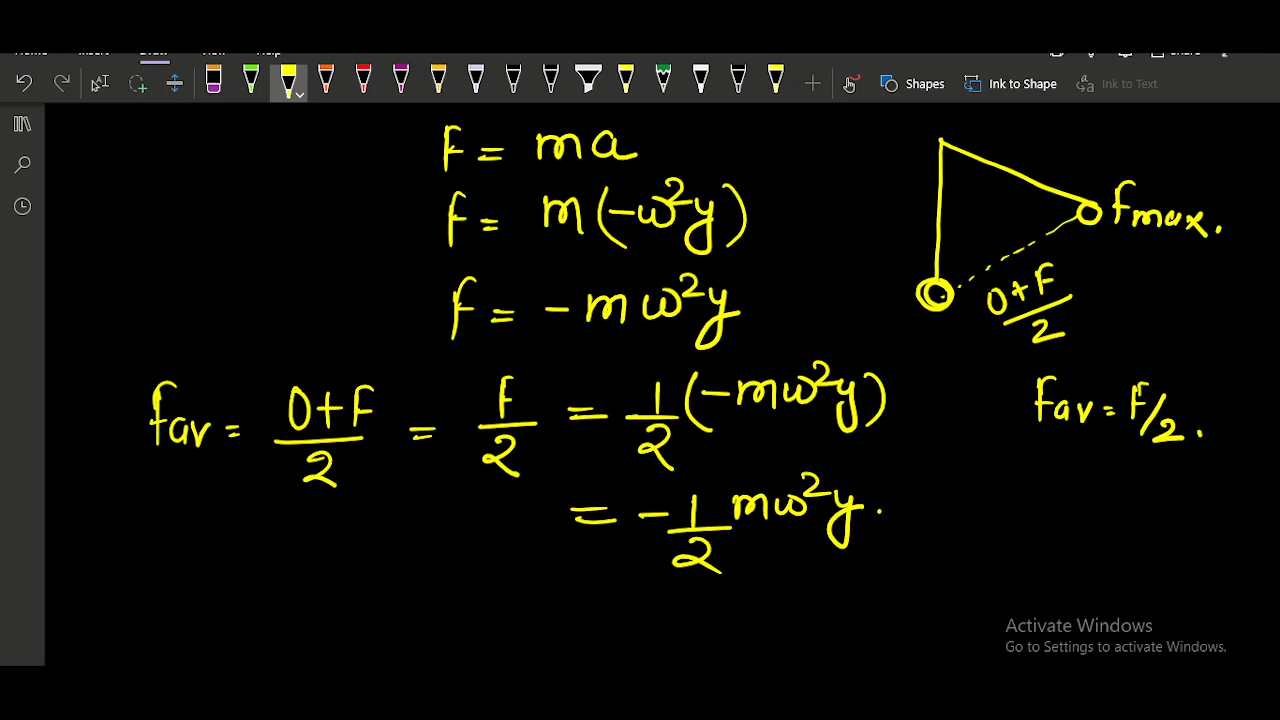 Shapes
Ink to Shape
Ink to Text
F = ma
F = m(-ω²y)
F = -mω²y
Fmax.
0+F/2
Fav = 0+F/2 = F/2 = 1/2(-mω²y)
Fav = F/2.
= -1/2 mω²y.
Activate Windows
Go to Settings to activate Windows.